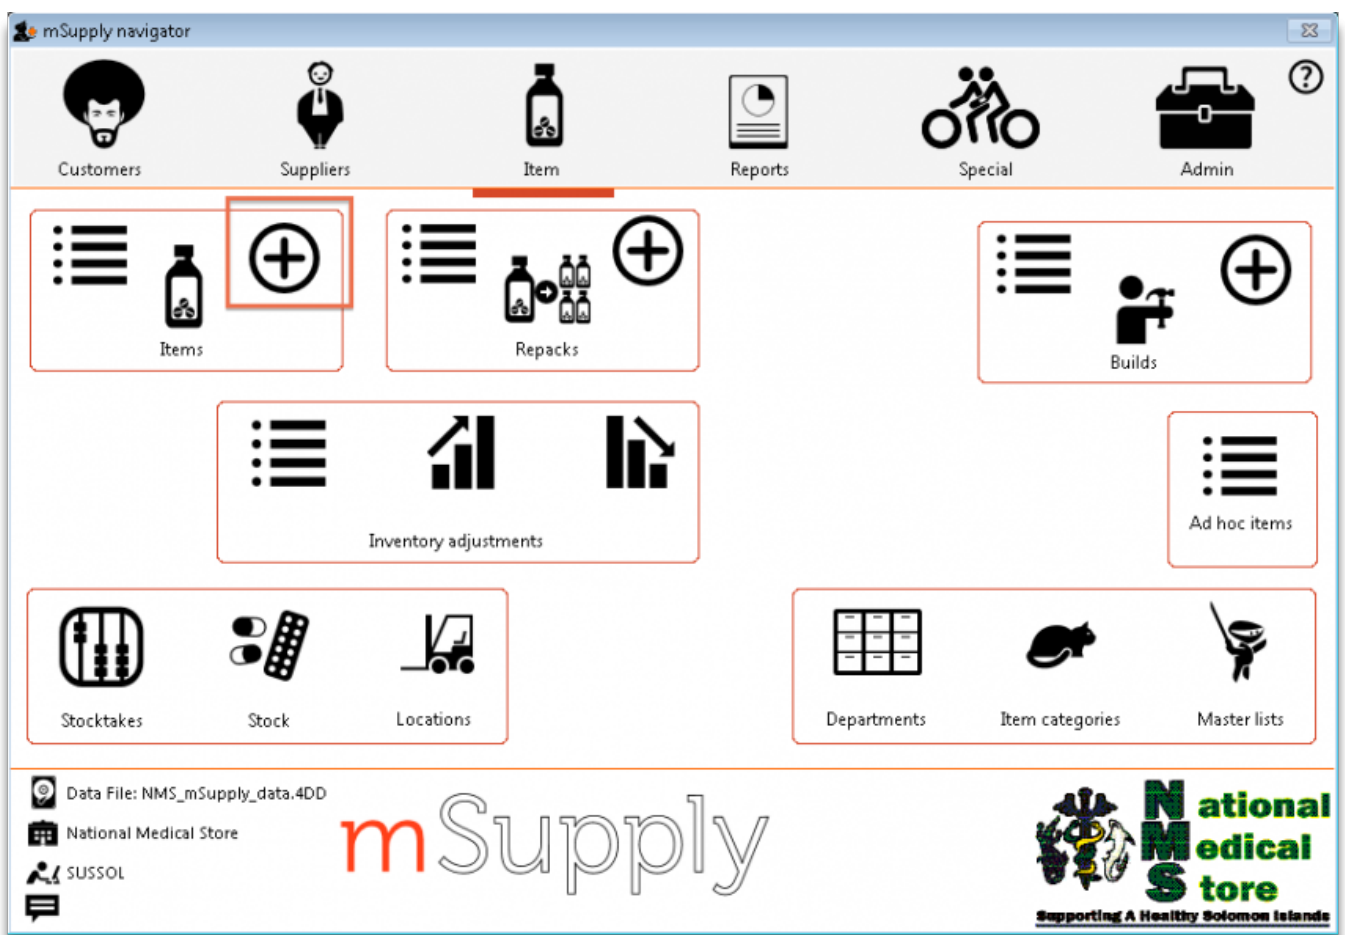 mSupply navigator
Customers
Suppliers
Item
Reports
Special
Admin
?
Items
Repacks
Builds
Inventory adjustments
Ad hoc items
Stocktakes
Stock
Locations
Departments
Item categories
Master lists
Data File: NMS_mSupply_data.4DD
National Medical Store
SUSSOL
mSupply
National
Medical
Store
Supporting A Healthy Solomon Islands